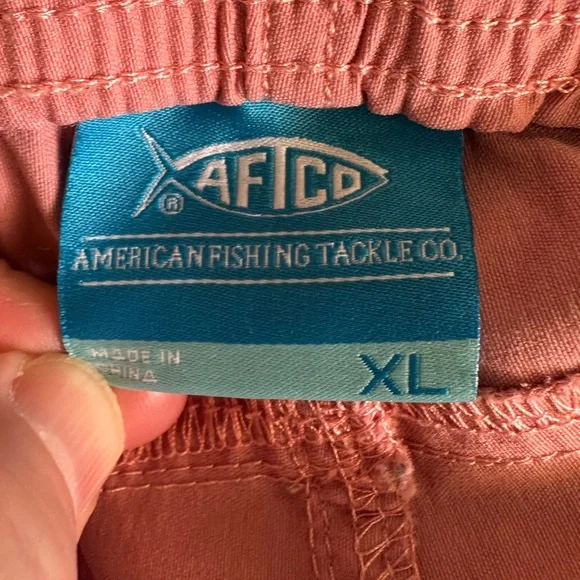 AFTCO
®
AMERICAN FISHING TACKLE CO.
MADE IN
CHINA
XL